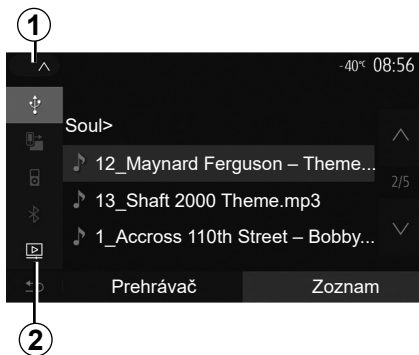 1
-40°C 08:56
Soul>
12_Maynard Ferguson – Theme...
2/5
13_Shaft 2000 Theme.mp3
1_Accross 110th Street – Bobby...
Prehrávač Zoznam
2